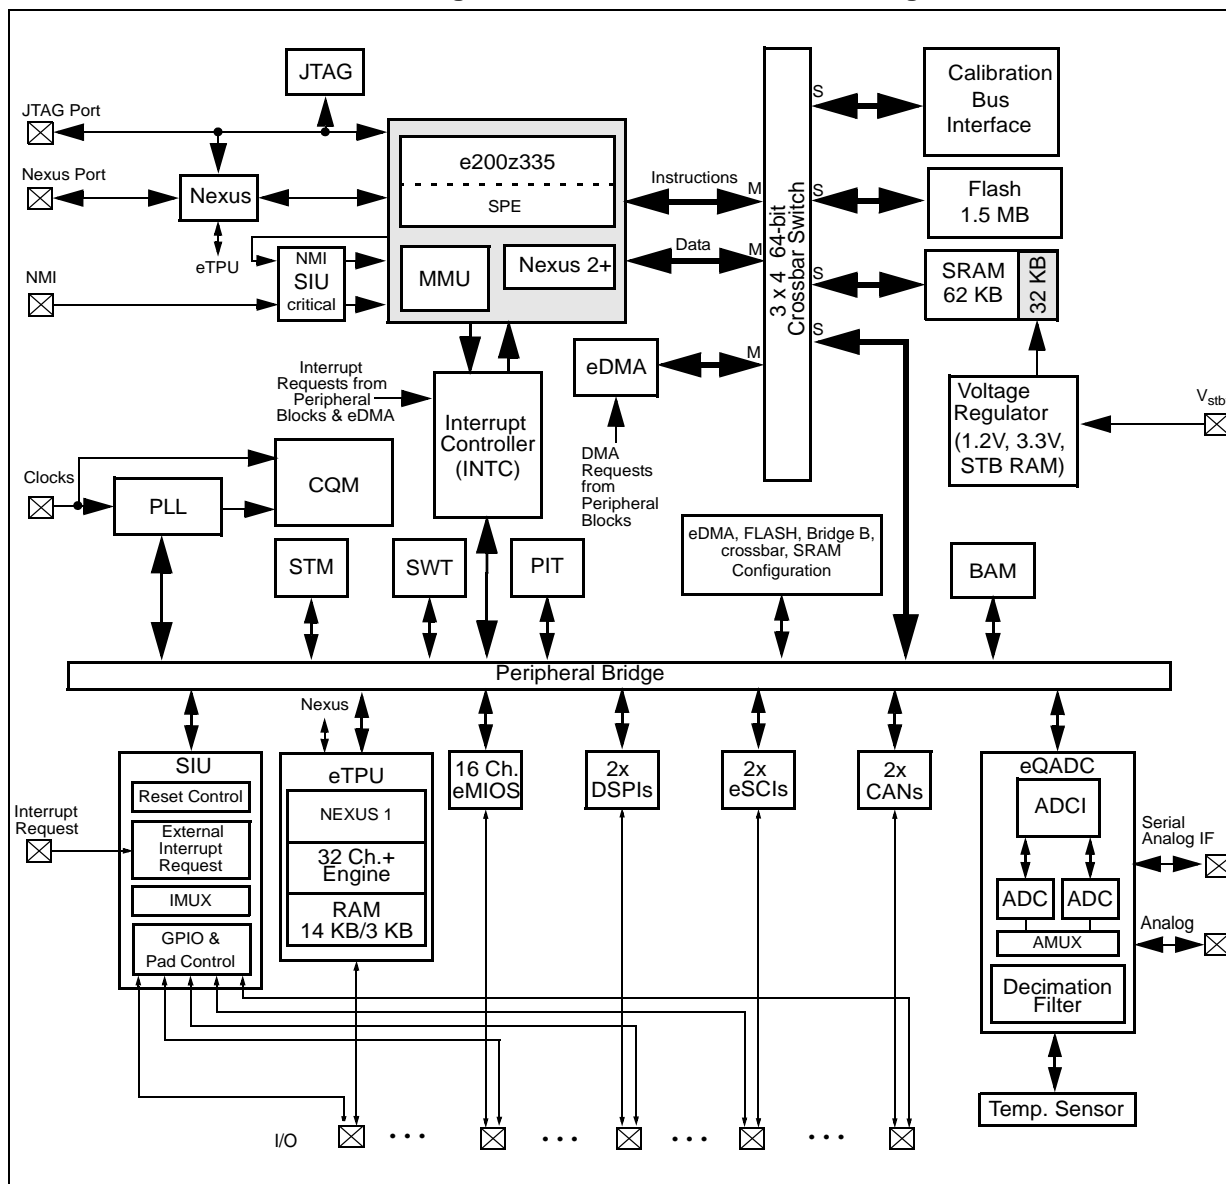 JTAG
JTAG Port
Nexus Port
Nexus
eTPU
NMI
NMI
SIU
critical
e200z335
SPE
MMU
Nexus 2+
Instructions
M
Data
M
3 x 4 64-bit
Crossbar Switch
S
Calibration
Bus
Interface
S
Flash
1.5 MB
S
SRAM
62 KB
32 KB
S
eDMA
M
DMA
Requests
from
Peripheral
Blocks
Interrupt
Requests from
Peripheral
Blocks & eDMA
Interrupt
Controller
(INTC)
Voltage
Regulator
(1.2V, 3.3V,
STB RAM)
Vstby
Clocks
PLL
CQM
STM
SWT
PIT
eDMA, FLASH, Bridge B,
crossbar, SRAM
Configuration
BAM
Peripheral Bridge
SIU
Reset Control
External
Interrupt
Request
IMUX
GPIO &
Pad Control
Interrupt
Request
Nexus
eTPU
NEXUS 1
32 Ch.+
Engine
RAM
14 KB/3 KB
16 Ch.
eMIOS
2x
DSPIs
2x
eSCIs
2x
CANs
eQADC
ADCI
ADC
ADC
AMUX
Decimation
Filter
Serial
Analog IF
Analog
Temp. Sensor
I/O
. . .
. . .
. . .
. . .